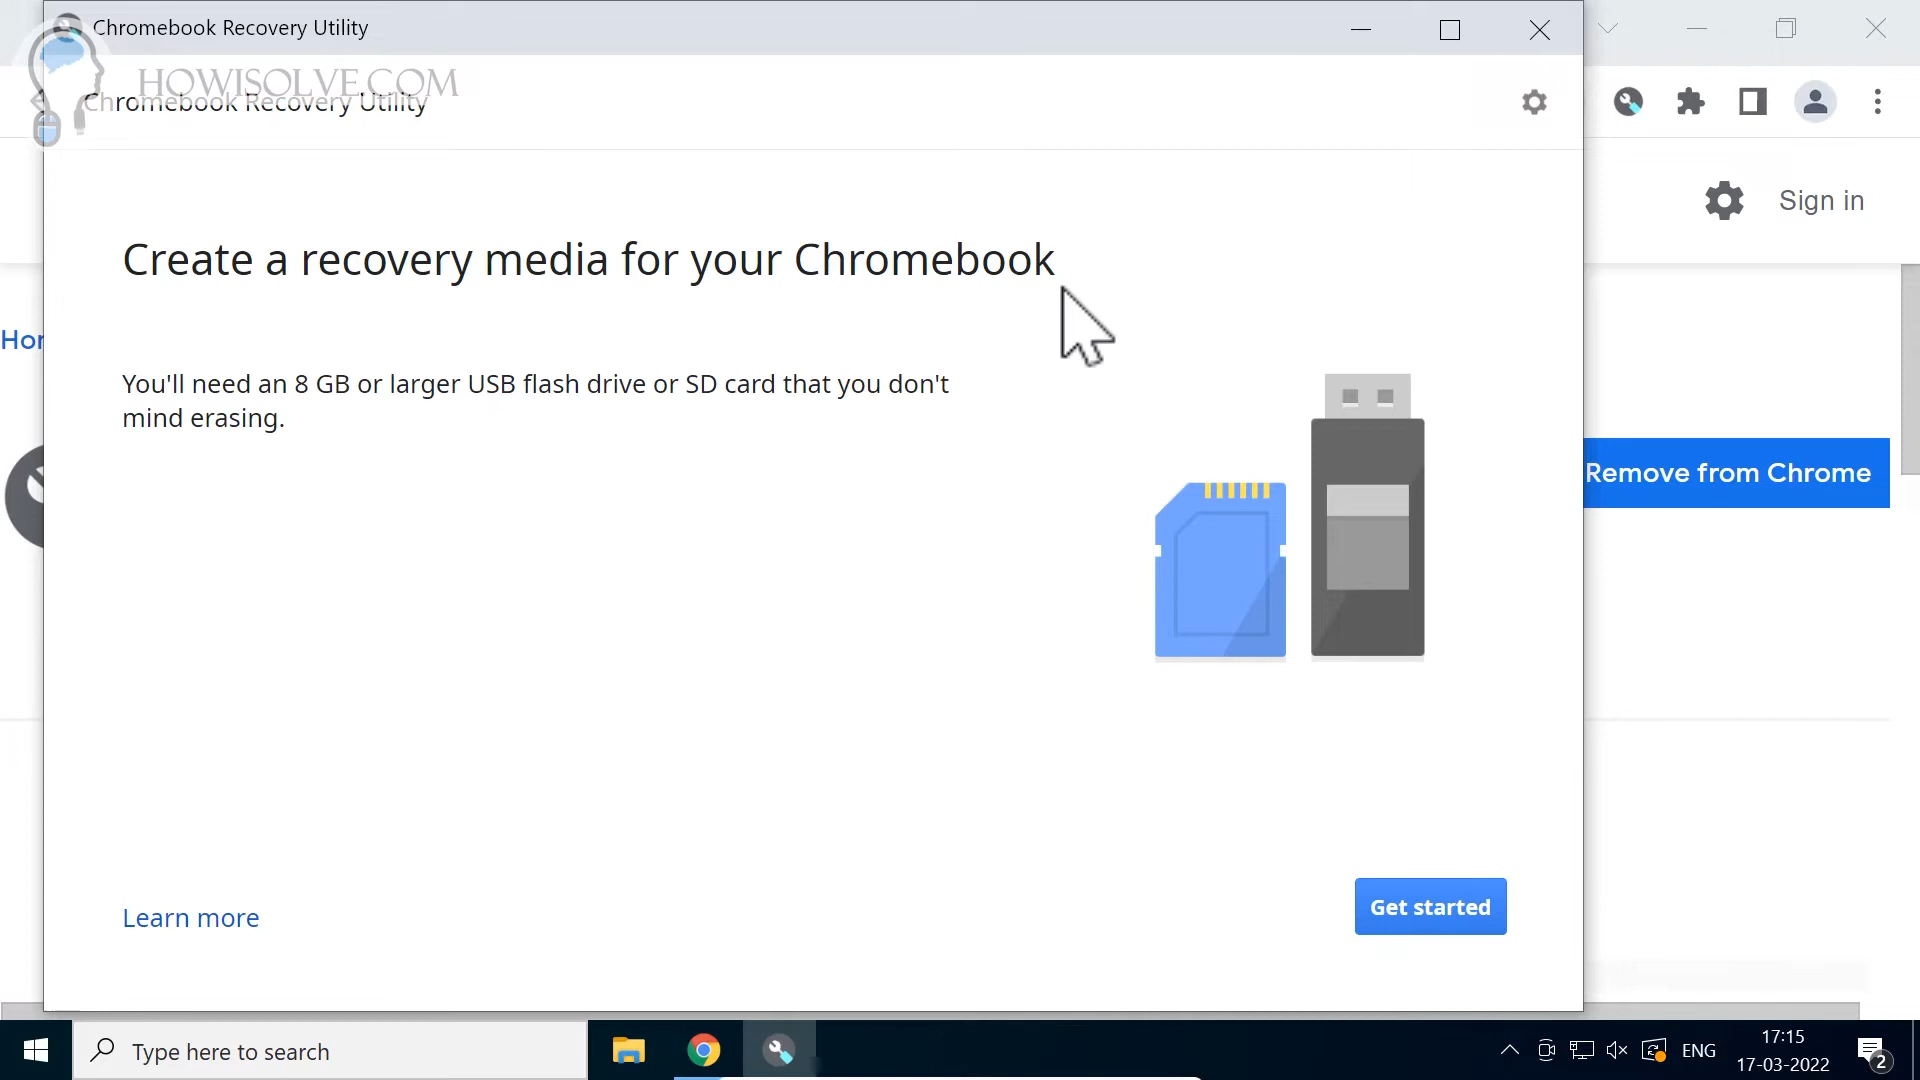 Chromebook Recovery Utility
HOWISOLVE.COM
Chromebook Recovery Utility
Sign in
Create a recovery media for your Chromebook
Hor
You'll need an 8 GB or larger USB flash drive or SD card that you don't
mind erasing.
Remove from Chrome
Get started
Learn more
Type here to search
ENG
17:15
17-03-2022
2